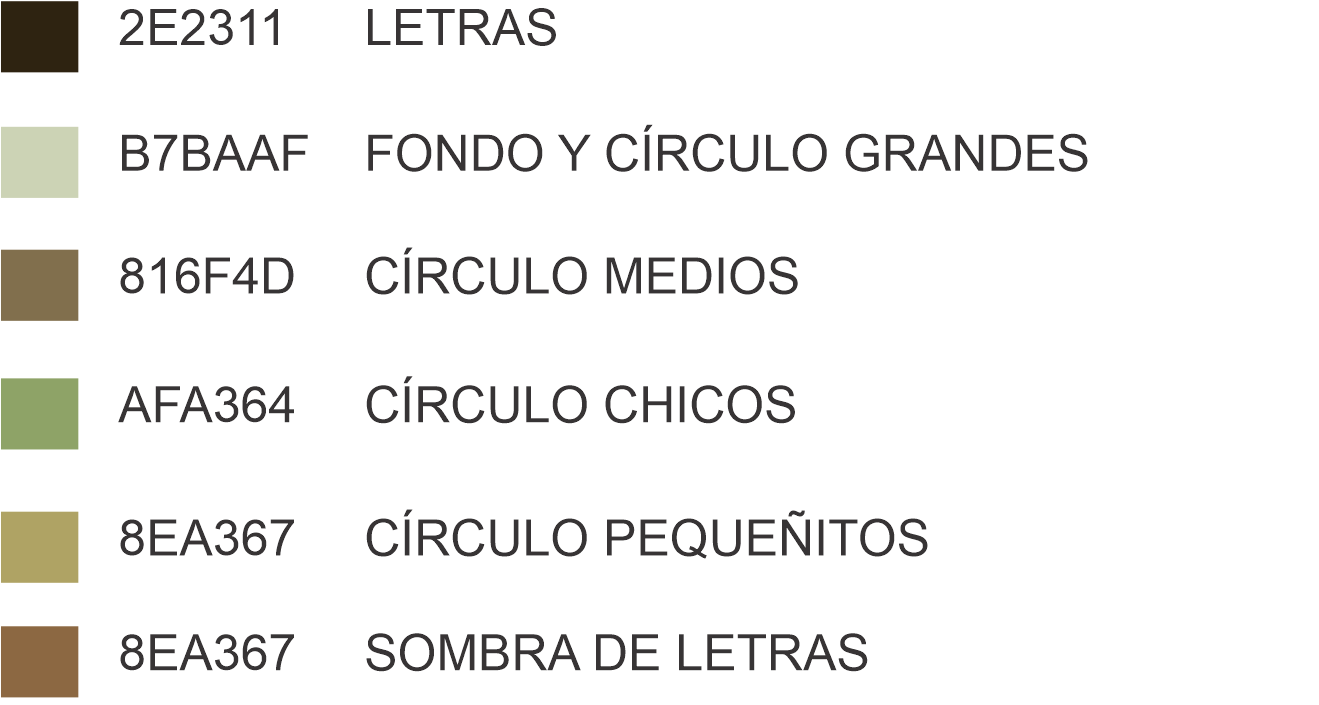 2E2311 LETRAS
B7BAAF FONDO Y CÍRCULO GRANDES
816F4D CÍRCULO MEDIOS
AFA364 CÍRCULO CHICOS
8EA367 CÍRCULO PEQUEÑITOS
8EA367 SOMBRA DE LETRAS